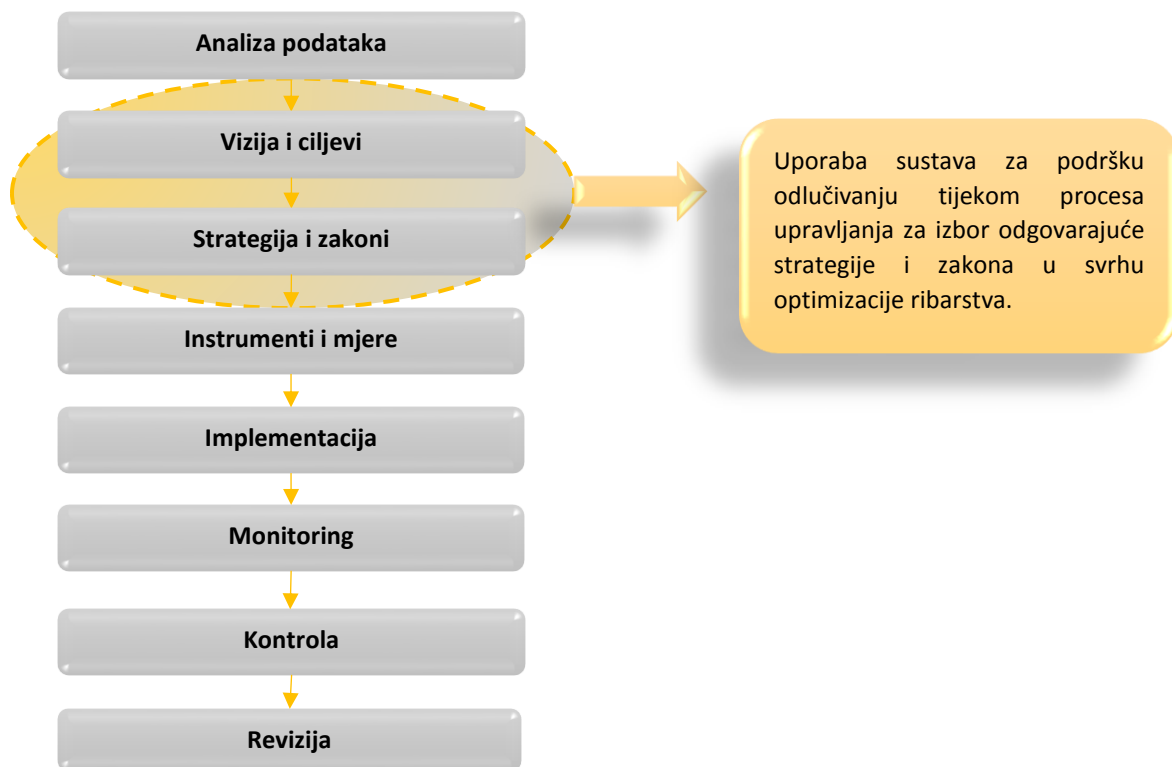 Analiza podataka
Vizija i ciljevi
Strategija i zakoni
Instrumenti i mjere
Implementacija
Monitoring
Kontrola
Revizija
Uporaba sustava za podršku
odlučivanju tijekom procesa
upravljanja za izbor odgovarajuće
strategije i zakona u svrhu
optimizacije ribarstva.